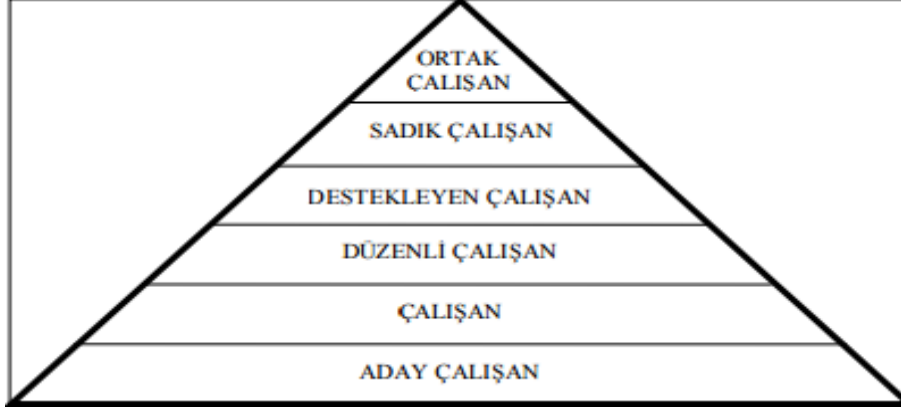 ORTAK
ÇALIŞAN
SADIK ÇALIŞAN
DESTEKLEYEN ÇALIŞAN
DÜZENLİ ÇALIŞAN
ÇALIŞAN
ADAY ÇALIŞAN